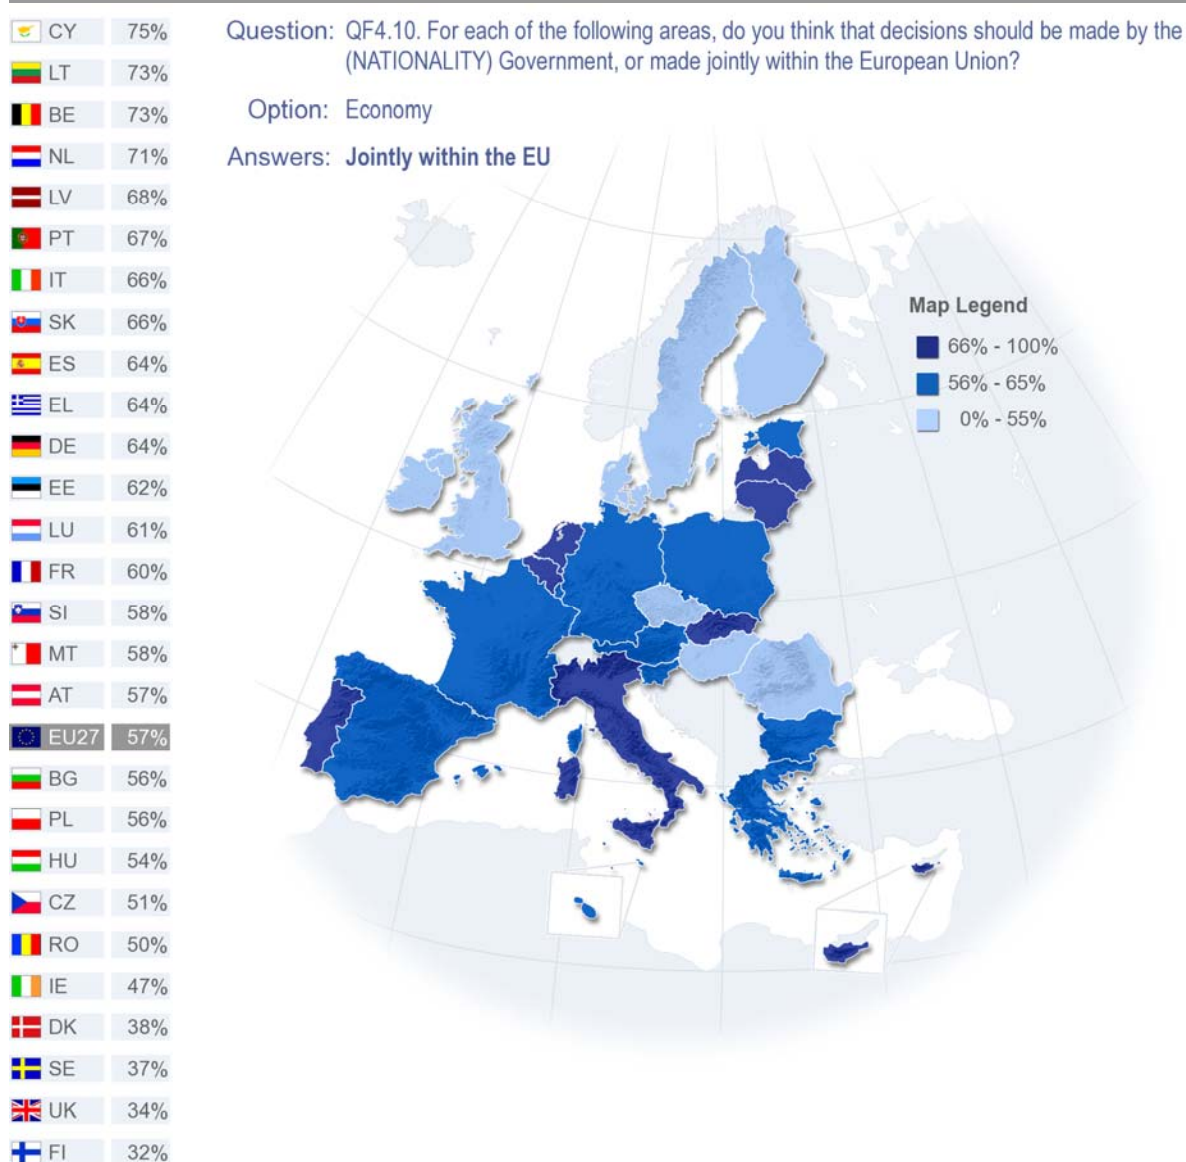 CY 75%
LT 73%
BE 73%
NL 71%
LV 68%
PT 67%
IT 66%
SK 66%
ES 64%
EL 64%
DE 64%
EE 62%
LU 61%
FR 60%
SI 58%
MT 58%
AT 57%
EU27 57%
BG 56%
PL 56%
HU 54%
CZ 51%
RO 50%
IE 47%
DK 38%
SE 37%
UK 34%
FI 32%
Question: QF4.10. For each of the following areas, do you think that decisions should be made by the
(NATIONALITY) Government, or made jointly within the European Union?
Option: Economy
Answers: Jointly within the EU
Map Legend
66% - 100%
56% - 65%
0% - 55%